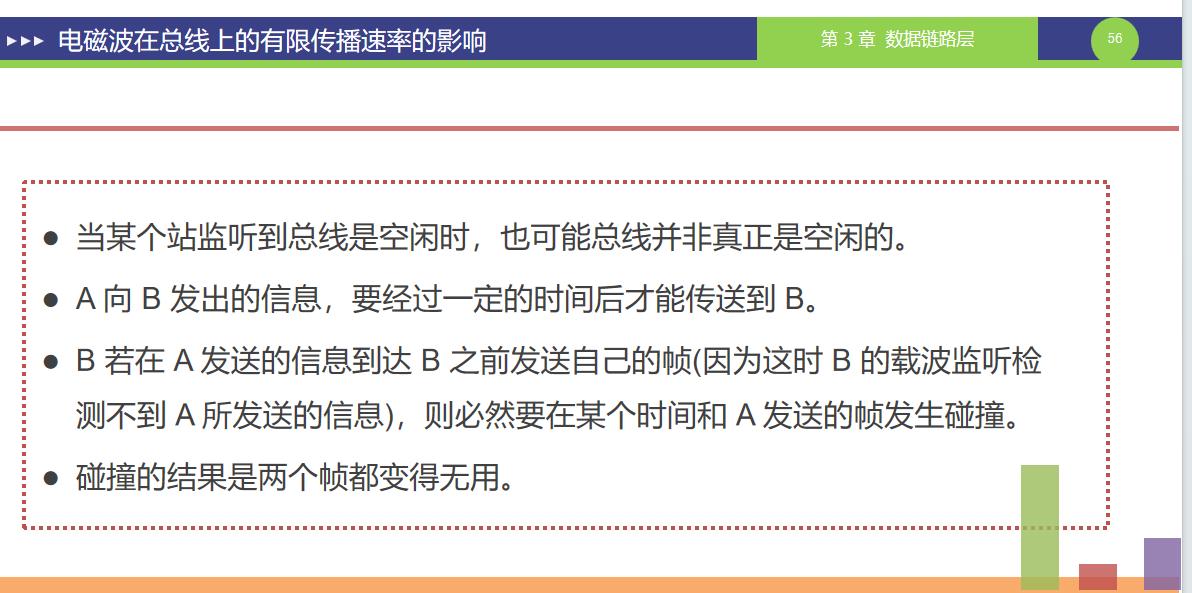 电磁波在总线上的有限传播速率的影响
第 3 章 数据链路层
56
● 当某个站监听到总线是空闲时，也可能总线并非真正是空闲的。
● A 向 B 发出的信息，要经过一定的时间后才能传送到 B。
● B 若在 A 发送的信息到达 B 之前发送自己的帧(因为这时 B 的载波监听检
测不到 A 所发送的信息)，则必然要在某个时间和 A 发送的帧发生碰撞。
● 碰撞的结果是两个帧都变得无用。